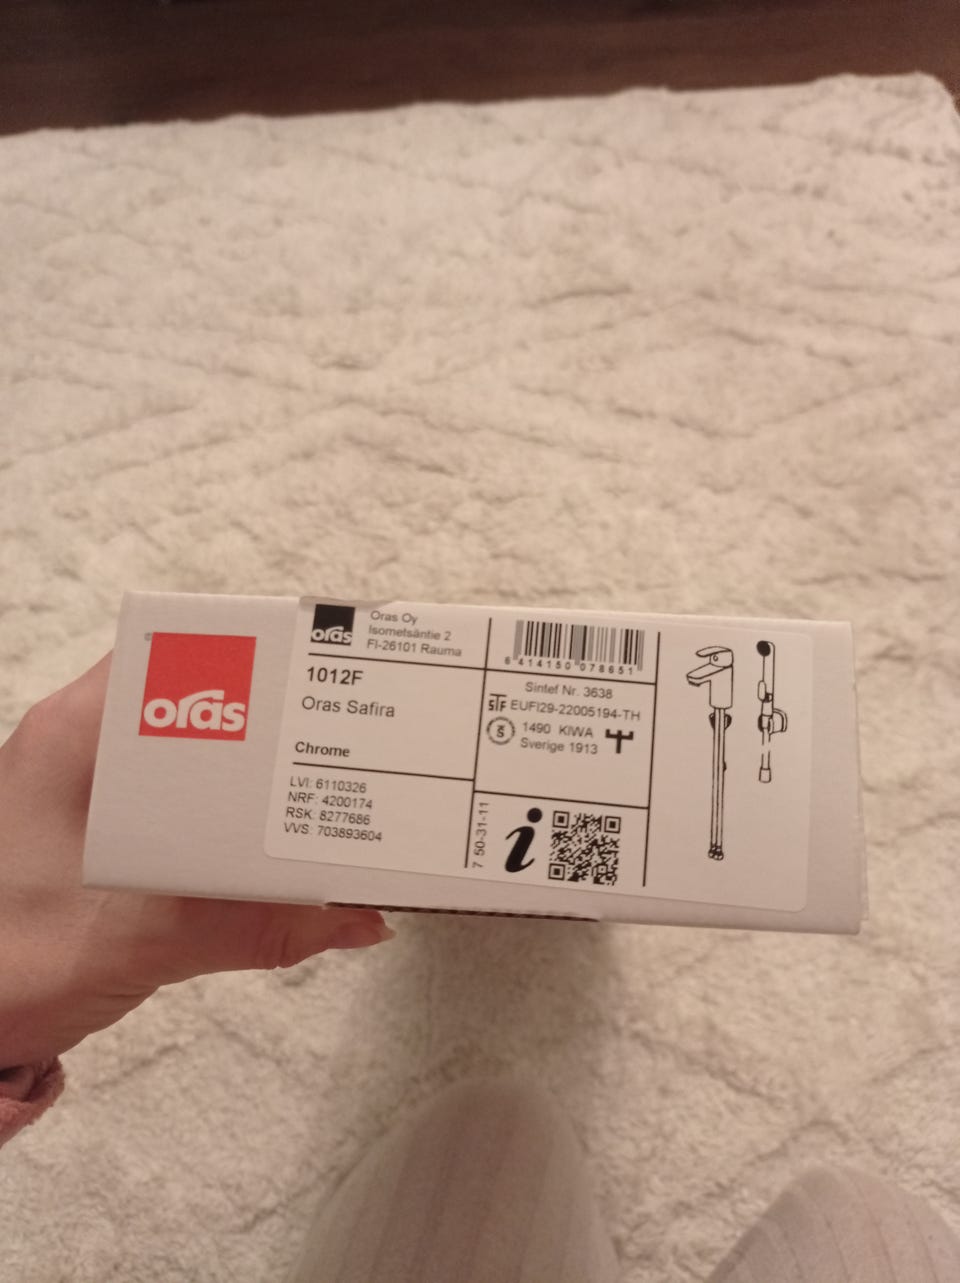 oras
oras
Oras Oy
Isometsäntie 2
FI-26101 Rauma
1012F
Oras Safira
Chrome
LVI: 6110326
NRF: 4200174
RSK: 8277686
VVS: 703893604
6 414150 078651
Sintef Nr. 3638
STF EUFI29-22005194-TH
1490 KIWA
Sverige 1913
7 50-31-11
i